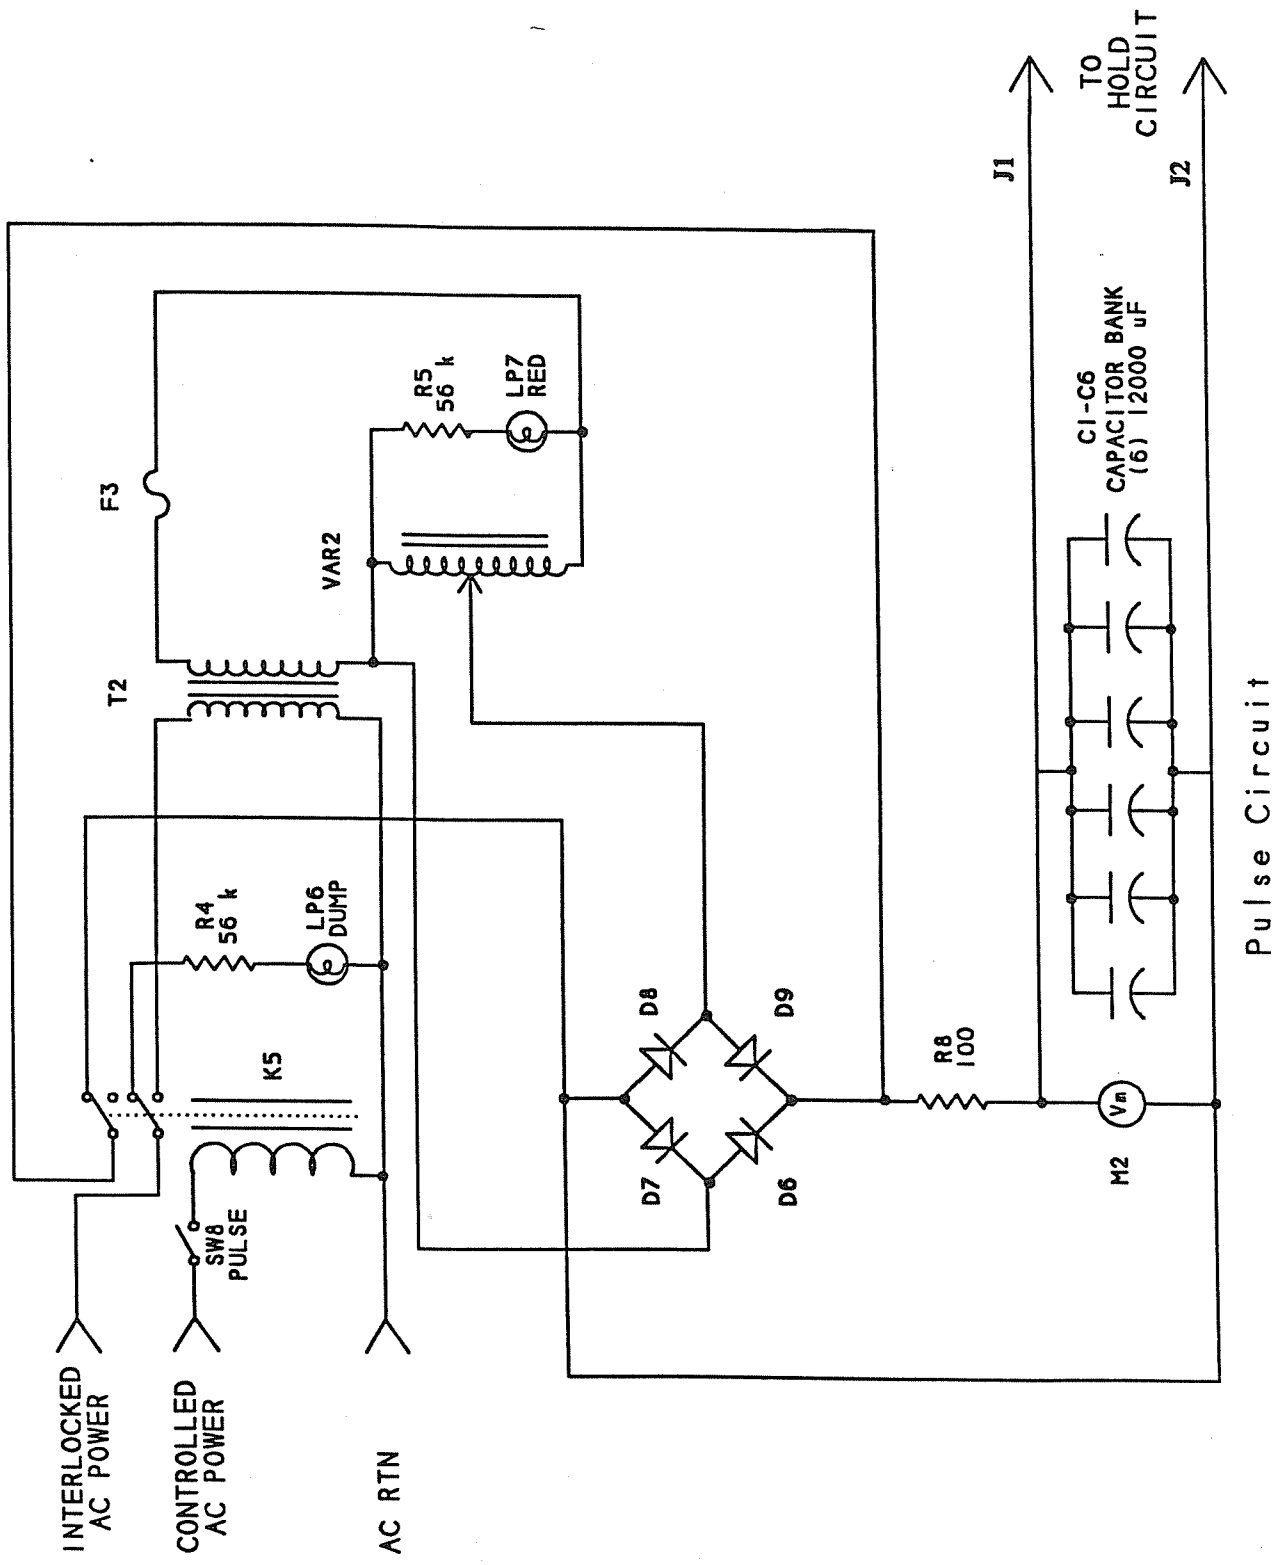 INTERLOCKED
AC POWER
CONTROLLED
AC POWER
AC RTN
SW8
PULSE
K5
R4
56 k
LP6
DUMP
T2
F3
VAR2
R5
56 k
LP7
RED
D7
D8
D6
D9
R8
100
M2
Vm
C1-C6
CAPACITOR BANK
(6) 12000 uF
J1
J2
TO
HOLD
CIRCUIT
Pulse Circuit